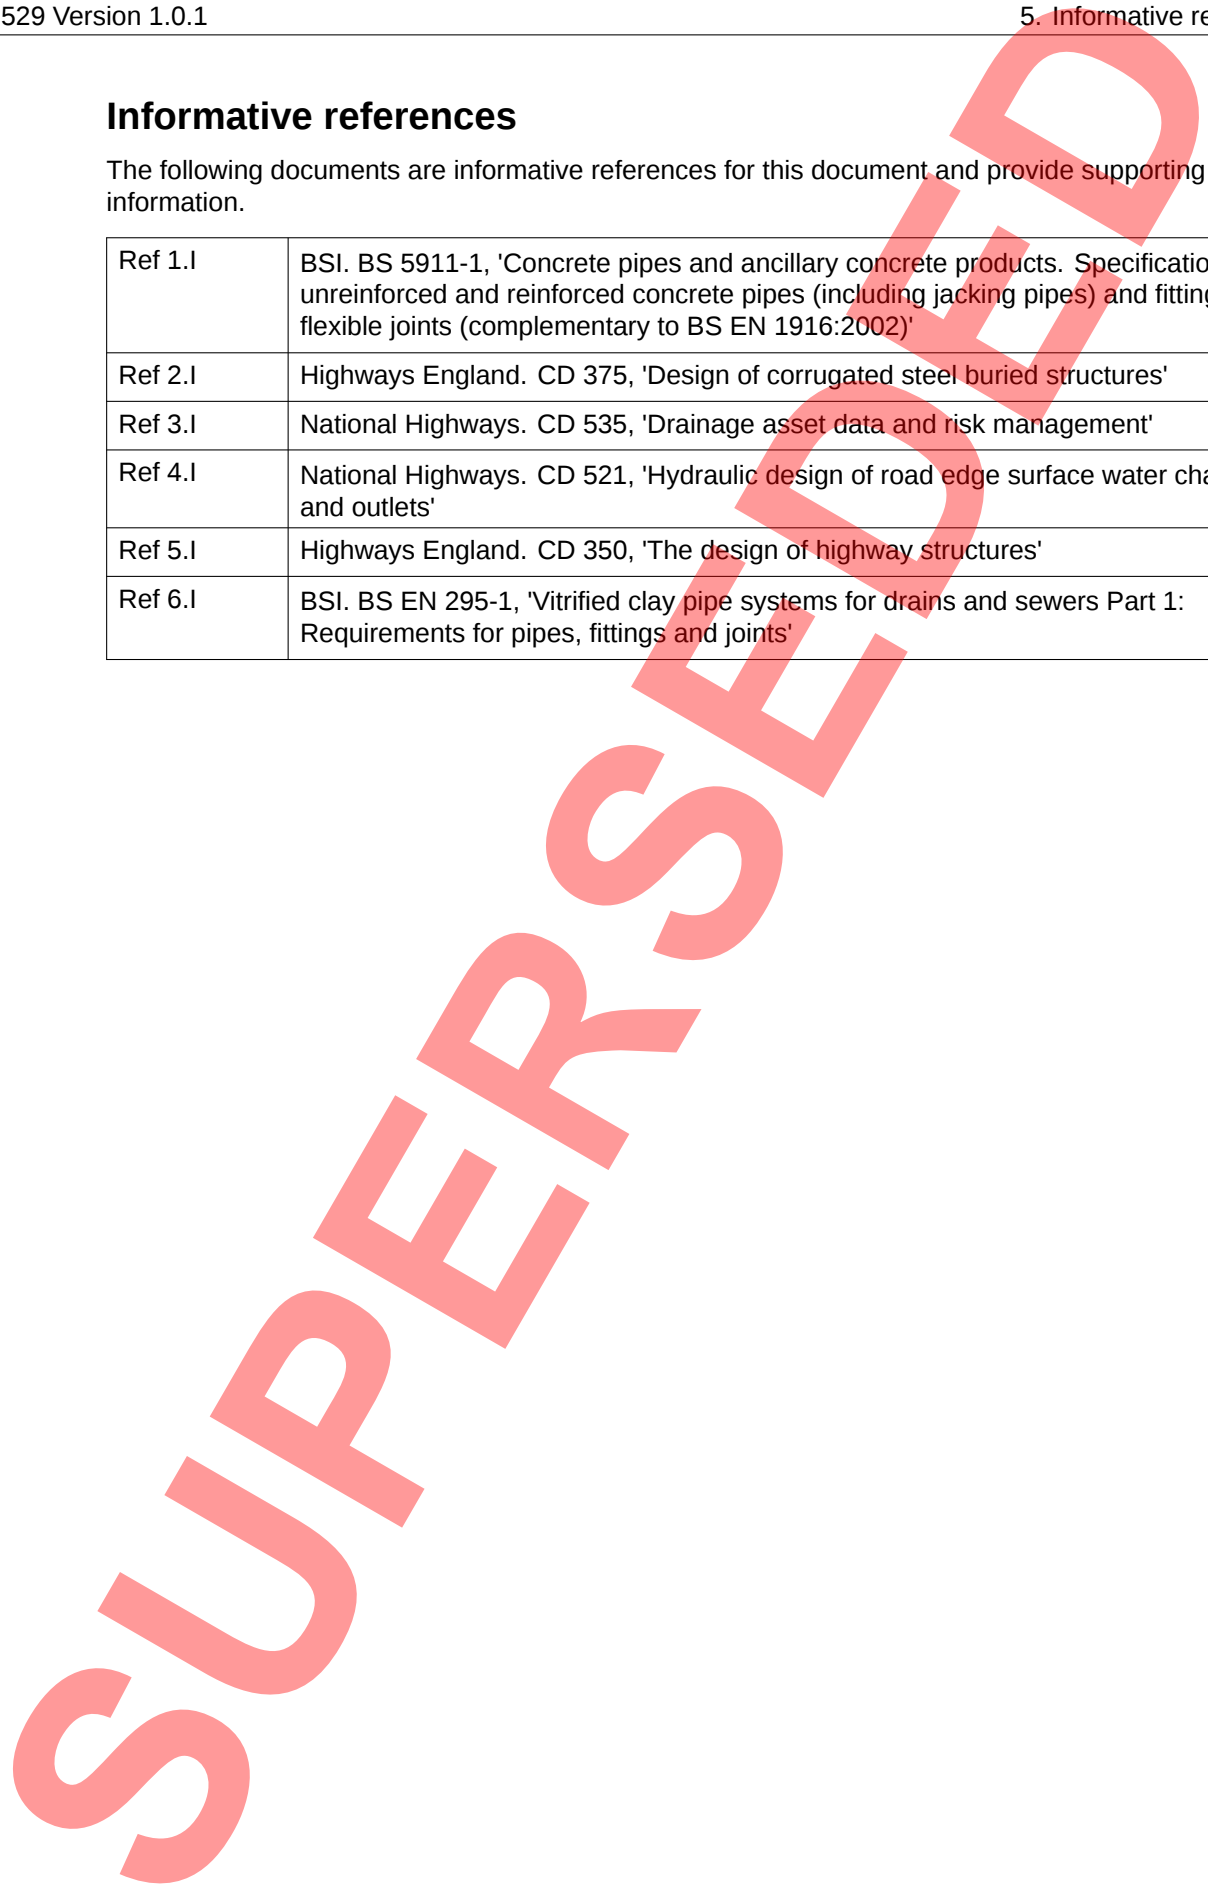 529 Version 1.0.1
5. Informative
Informative references
The following documents are informative references for this document and provide supporting
information.
Ref 1.I
BSI. BS 5911-1, 'Concrete pipes and ancillary concrete products. Specificatio
unreinforced and reinforced concrete pipes (including jacking pipes) and fitting
flexible joints (complementary to BS EN 1916:2002)'
Ref 2.I
Highways England. CD 375, 'Design of corrugated steel buried structures'
Ref 3.I
National Highways. CD 535, 'Drainage asset data and risk management'
Ref 4.I
National Highways. CD 521, 'Hydraulic design of road edge surface water cha
and outlets'
Ref 5.I
Highways England. CD 350, 'The design of highway structures'
Ref 6.I
BSI. BS EN 295-1, 'Vitrified clay pipe systems for drains and sewers Part 1:
Requirements for pipes, fittings and joints'
SUPERSEDED